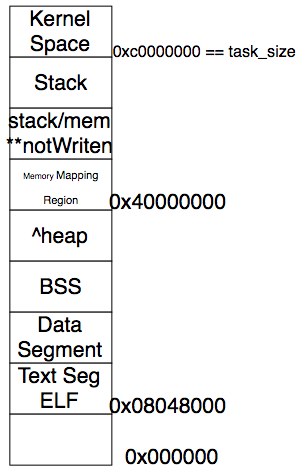 Kernel
Space
0xc0000000 == task_size
Stack
stack/mem
**notWriten
Memory Mapping
Region
0x40000000
^heap
BSS
Data
Segment
Text Seg
ELF
0x08048000
0x000000